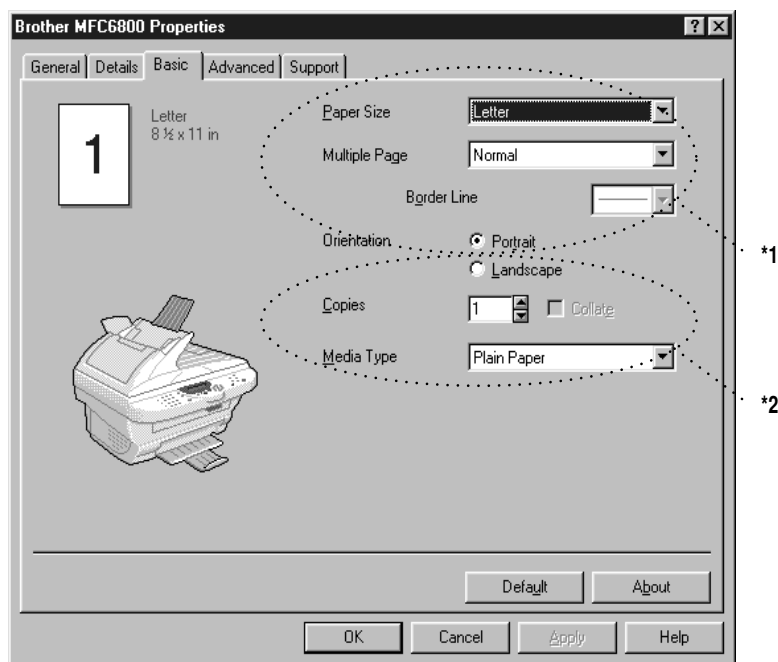 Brother MFC6800 Properties
General Details Basic Advanced Support
1
Letter
8 ½ x 11 in
Paper Size Letter
Multiple Page Normal
Border Line
*1
Orientation Portrait
Landscape
Copies 1 Collate
Media Type Plain Paper
*2
Default About
OK Cancel Apply Help